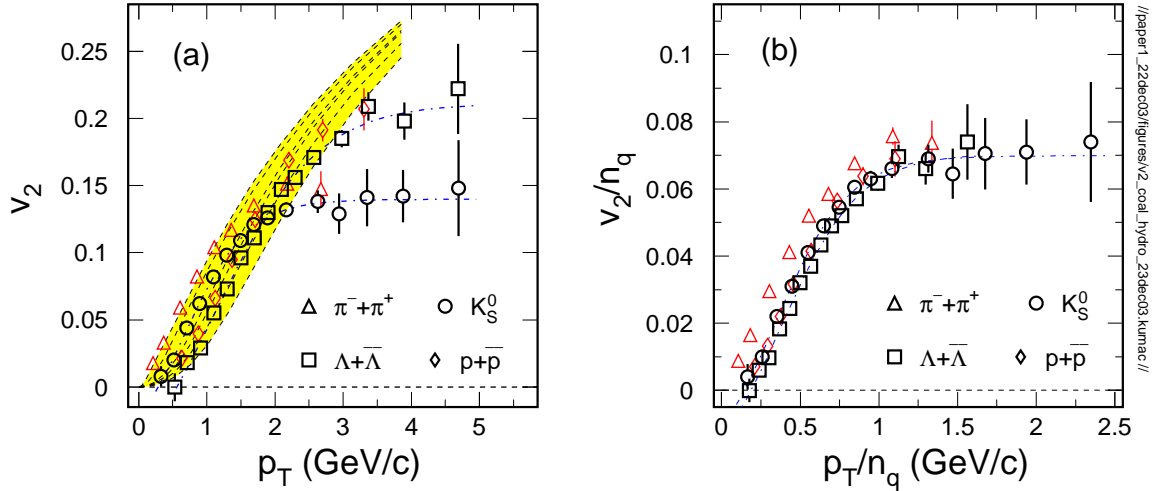 (a)
v₂
0.25
0.2
0.15
0.1
0.05
0
π⁻+π⁺
K⁰S
Λ+Λ̅
p+p̅
0 1 2 3 4 5
pT (GeV/c)
(b)
v₂/nq
0.1
0.08
0.06
0.04
0.02
0
π⁻+π⁺
K⁰S
Λ+Λ̅
p+p̅
0 0.5 1 1.5 2 2.5
pT/nq (GeV/c)
//paper1_22dec03/figures/v2_coal_hydro_23dec03.kumac//